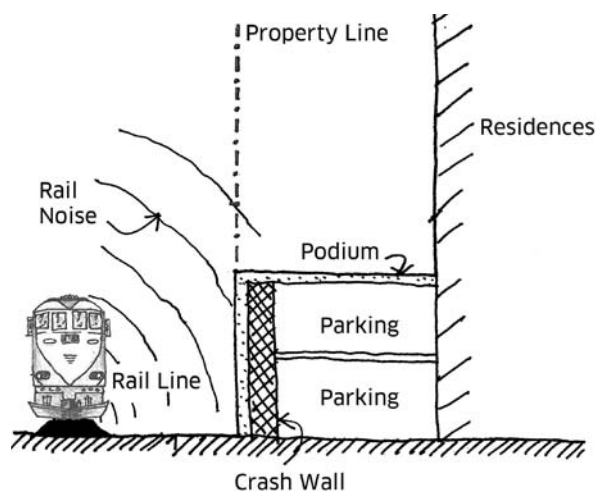 Property Line
Residences
Rail
Noise
Podium
Parking
Rail Line
Parking
Crash Wall